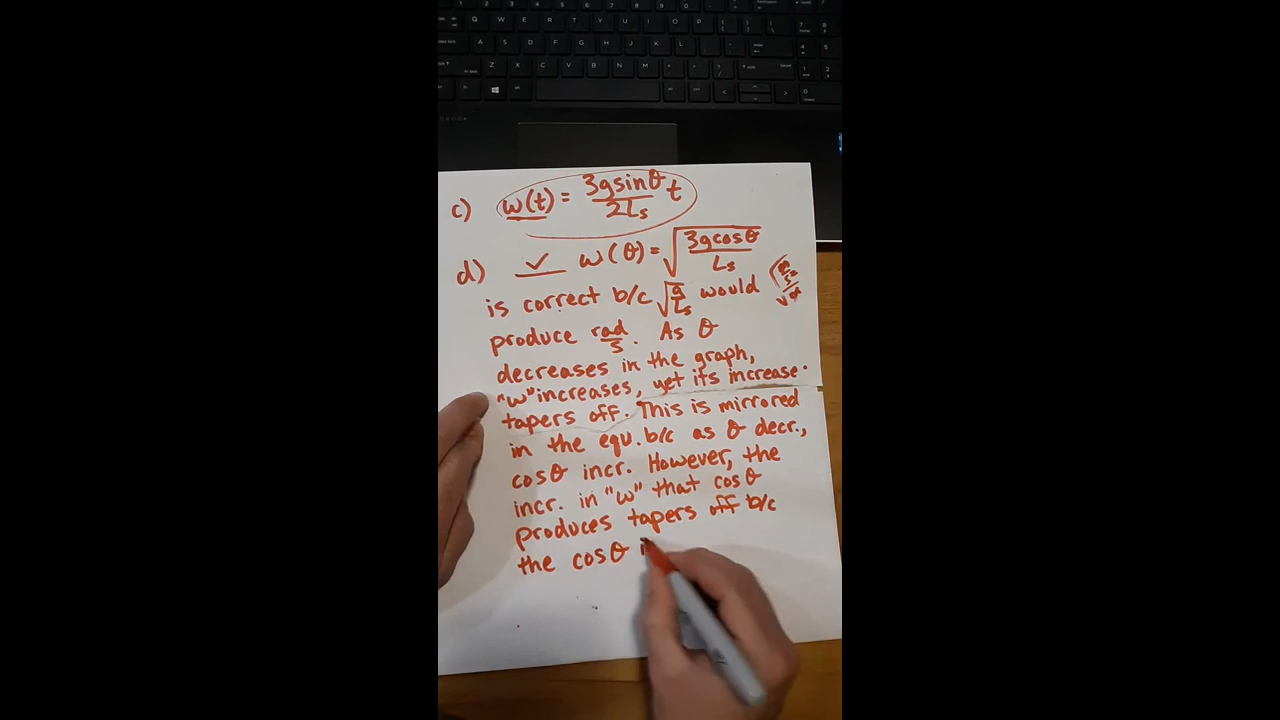 c) w(t) = 3gsinθ/2Ls t
d) ✓ w(θ) = √3gcosθ/Ls
is correct b/c √g/Ls would
produce rad/s. As θ
decreases in the graph,
"w" increases, yet its increase
tapers off. This is mirrored
in the equ. b/c as θ decr.,
cosθ incr. However, the
incr. in "w" that cosθ
produces tapers off b/c
the cosθ